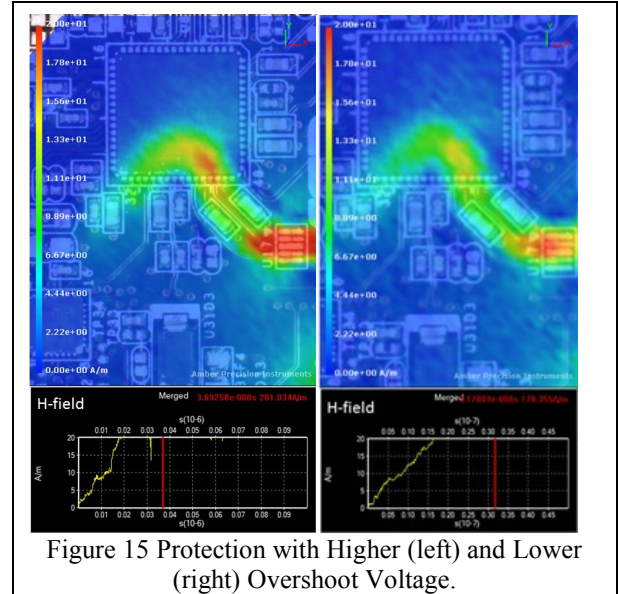 2.00e+01
1.78e+01
1.33e+01
1.11e+01
8.89e+00
6.67e+00
4.44e+00
2.22e+00
0.00e+00 A/m
Y
X
TP34
TP35
U31D3
Amber Precision Instruments
2.00e+01
1.78e+01
1.33e+01
1.11e+01
8.89e+00
6.67e+00
4.44e+00
2.22e+00
0.00e+00 A/m
Y
U31D3
Amber Precision Instruments
H-field
Merged
s(10-6)
0.01 0.02 0.03 0.04 0.05 0.06 0.07 0.08 0.09
20
15
10
5
0
A/m
0.01 0.02 0.03 0.04 0.05 0.06 0.07 0.08 0.09
s(10-6)
H-field
Merged
s(10-7)
0.05 0.10 0.15 0.20 0.25 0.30 0.35 0.40 0.45
20
15
10
5
0
A/m
0.05 0.10 0.15 0.20 0.25 0.30 0.35 0.40 0.45
s(10-7)
Figure 15 Protection with Higher (left) and Lower
(right) Overshoot Voltage.